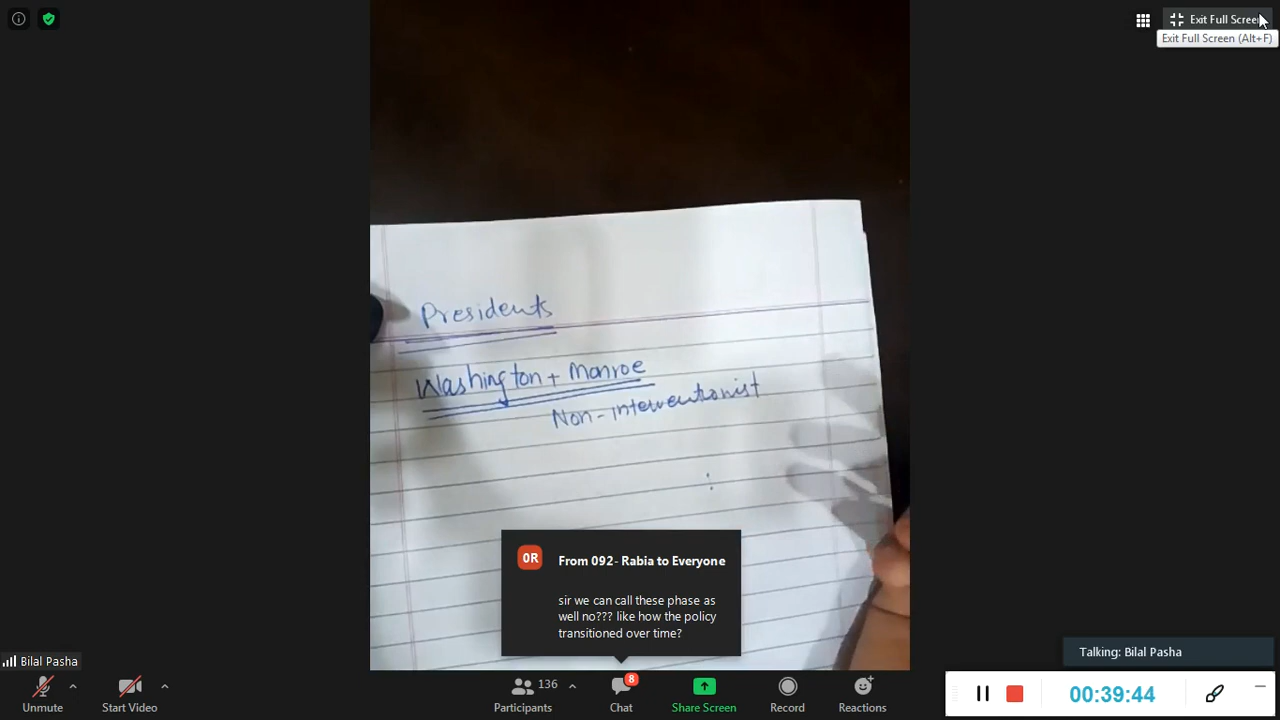 Exit Full Screen
Exit Full Screen (Alt+F)
Presidents
Washington + Monroe
Non-interventionist
OR
From 092- Rabia to Everyone
sir we can call these phase as
well no??? like how the policy
transitioned over time?
Bilal Pasha
Talking: Bilal Pasha
Unmute
Start Video
136
Participants
8
Chat
Share Screen
Record
Reactions
00:39:44